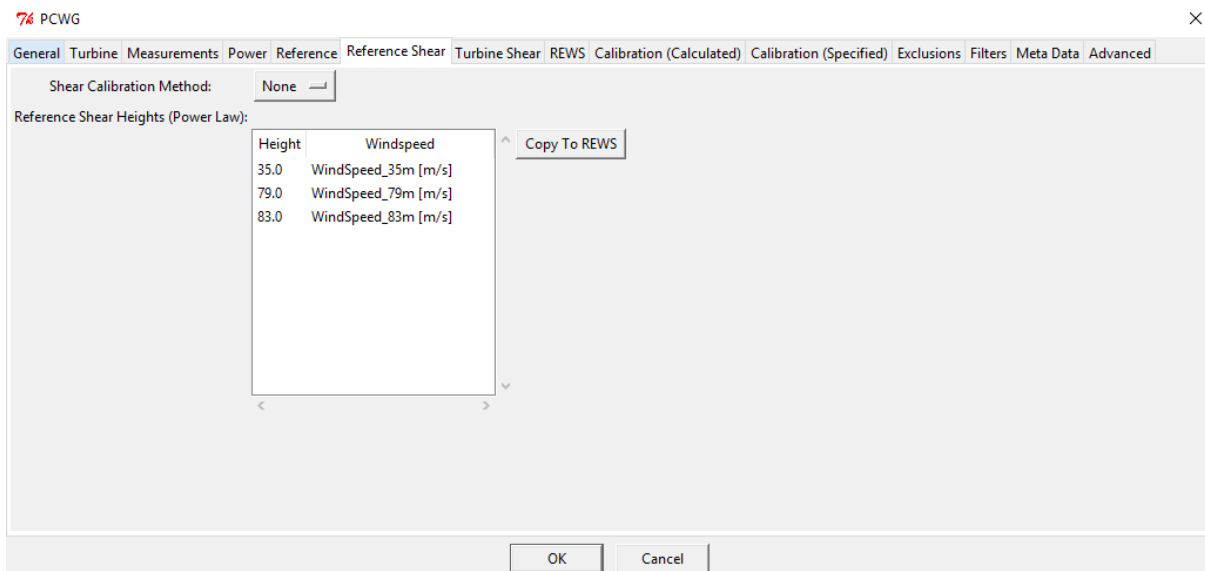 PCWG
General Turbine Measurements Power Reference Reference Shear Turbine Shear REWS Calibration (Calculated) Calibration (Specified) Exclusions Filters Meta Data Advanced
Shear Calibration Method: None
Reference Shear Heights (Power Law):
Height Windspeed Copy To REWS
35.0 WindSpeed_35m [m/s]
79.0 WindSpeed_79m [m/s]
83.0 WindSpeed_83m [m/s]
OK Cancel